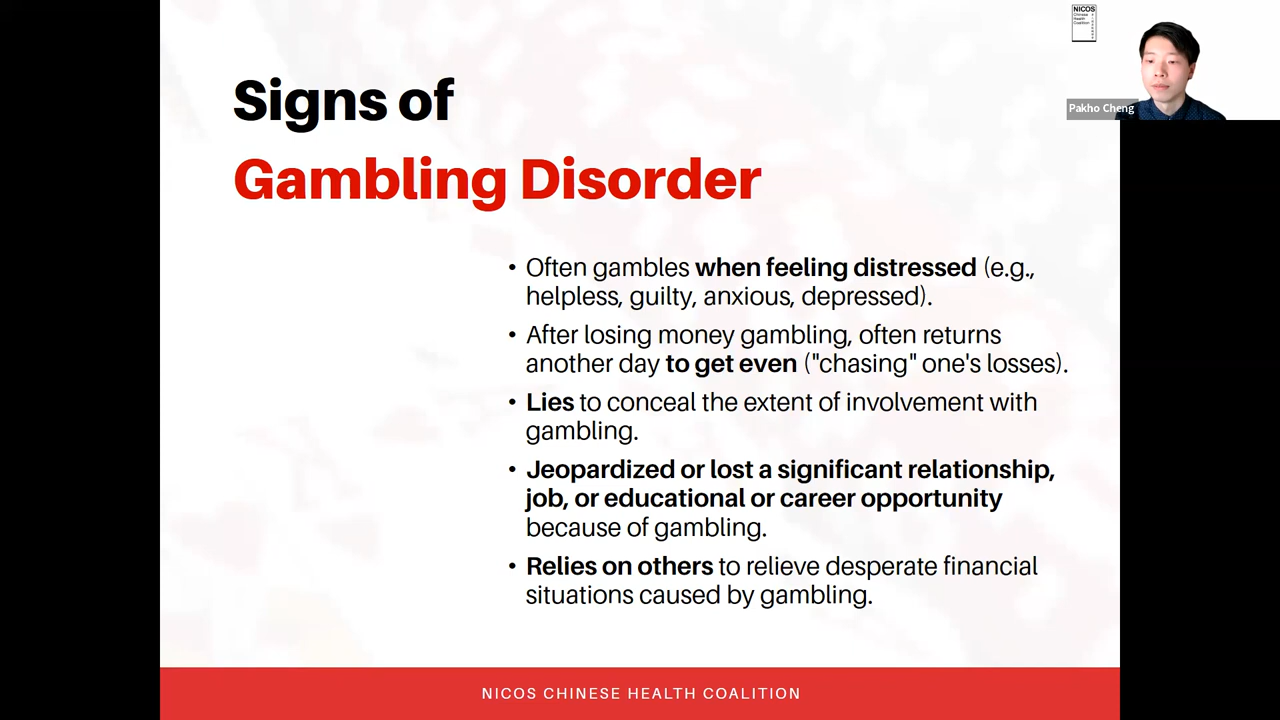 Signs of
Gambling Disorder
• Often gambles when feeling distressed (e.g.,
helpless, guilty, anxious, depressed).
• After losing money gambling, often returns
another day to get even ("chasing" one's losses).
• Lies to conceal the extent of involvement with
gambling.
• Jeopardized or lost a significant relationship,
job, or educational or career opportunity
because of gambling.
• Relies on others to relieve desperate financial
situations caused by gambling.
NICOS CHINESE HEALTH COALITION
NICOS
Chinese
Health
Coalition
Pakho Cheng